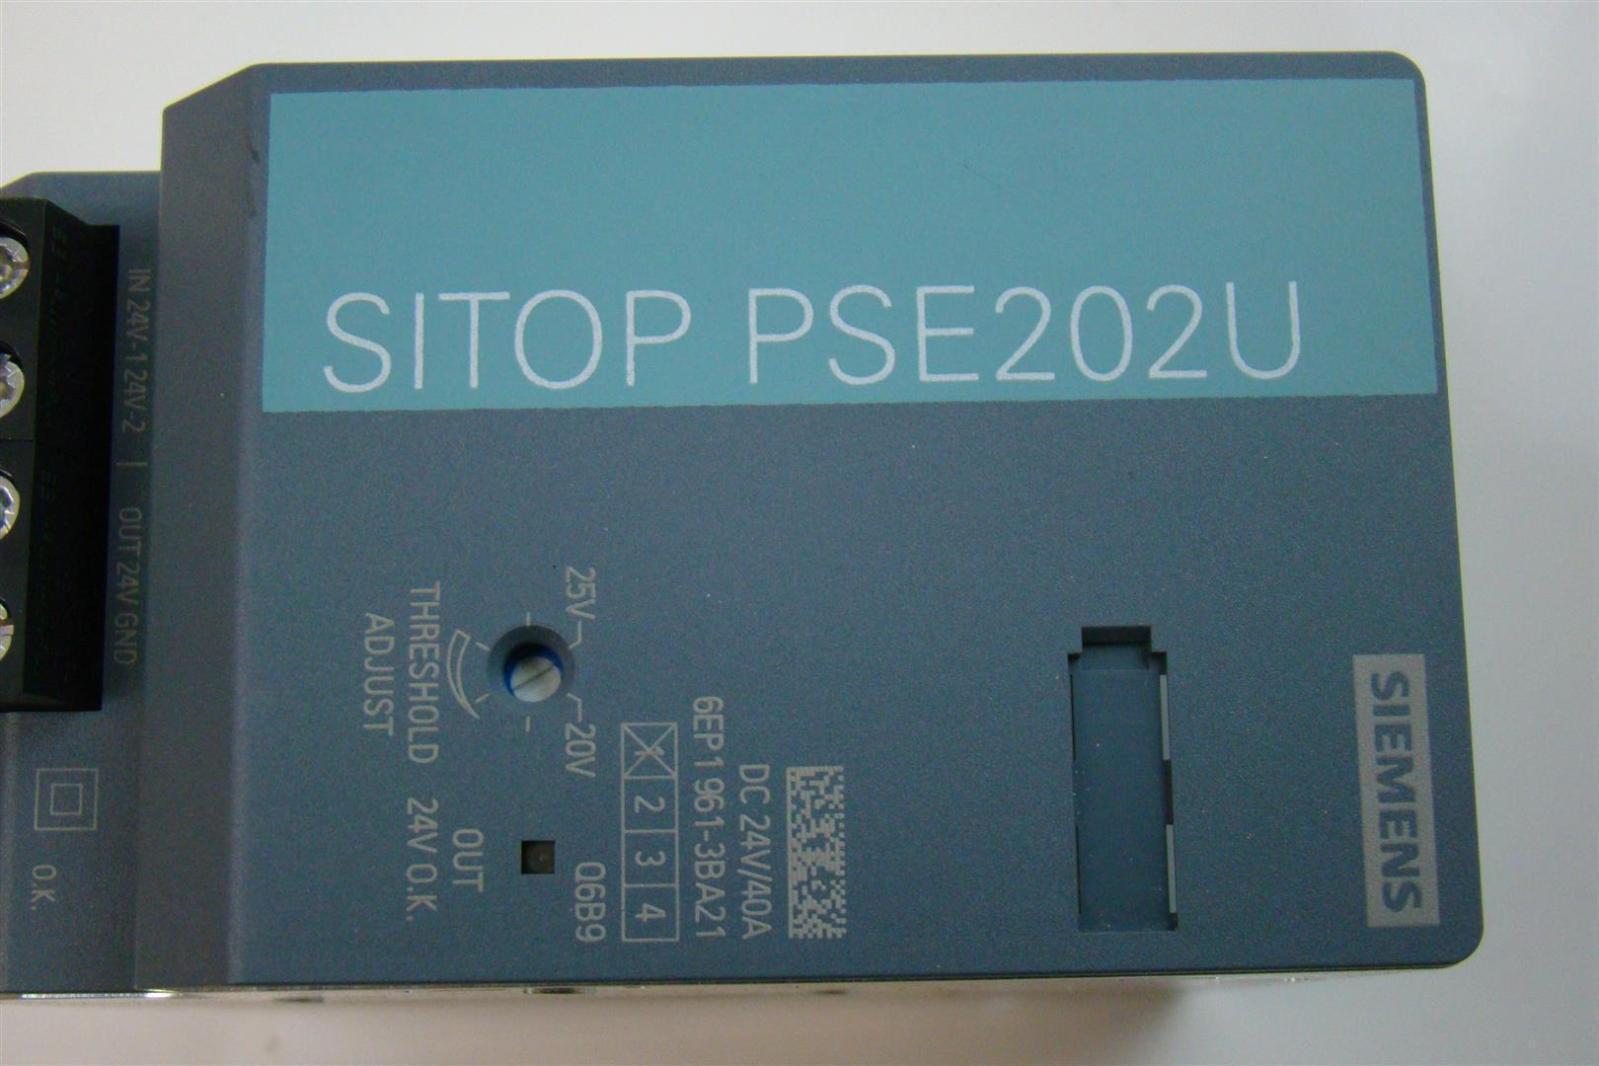 SITOP PSE202U
SIEMENS
DC 24V/40A
6EP1 961-3BA21
X 2 3 4
Q6B9
25V
20V
OUT
24V O.K.
THRESHOLD
ADJUST
IN 24V-1 24V-2 | OUT 24V GND
O.K.